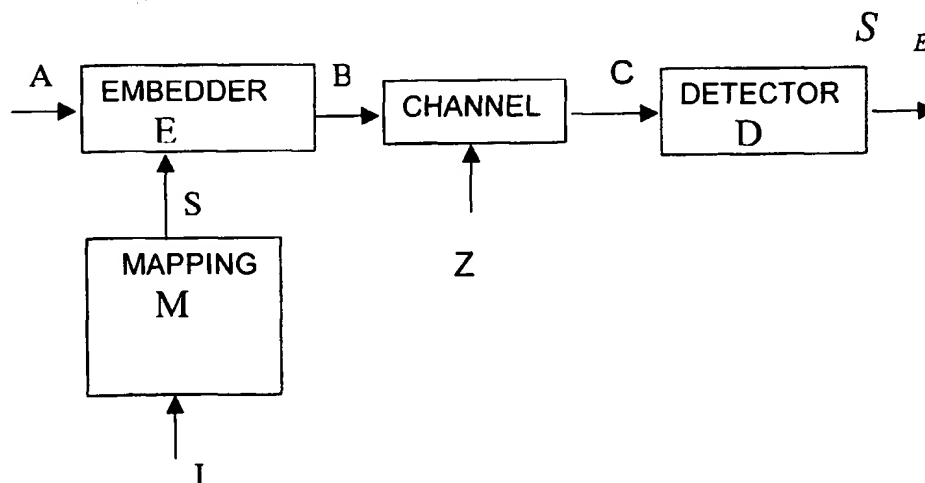 S E
A EMBEDDER B CHANNEL C DETECTOR
E D
S
MAPPING Z
M
I